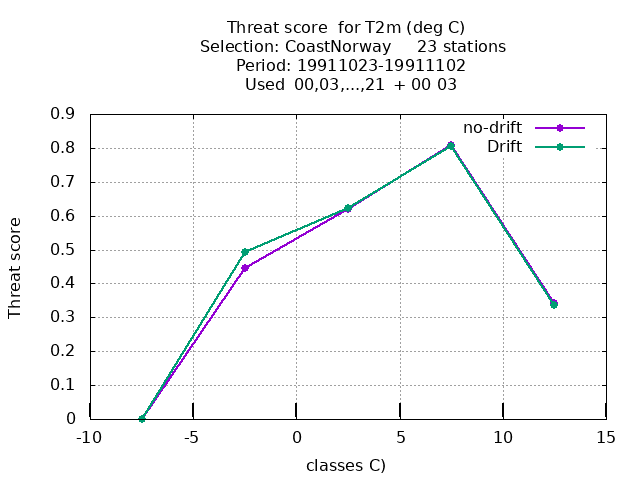 Threat score  for T2m (deg C)
Selection: CoastNorway     23 stations
Period: 19911023-19911102
Used  00,03,...,21  + 00 03
no-drift
Drift
Threat score
0.9
0.8
0.7
0.6
0.5
0.4
0.3
0.2
0.1
0
-10
-5
0
5
10
15
classes C)